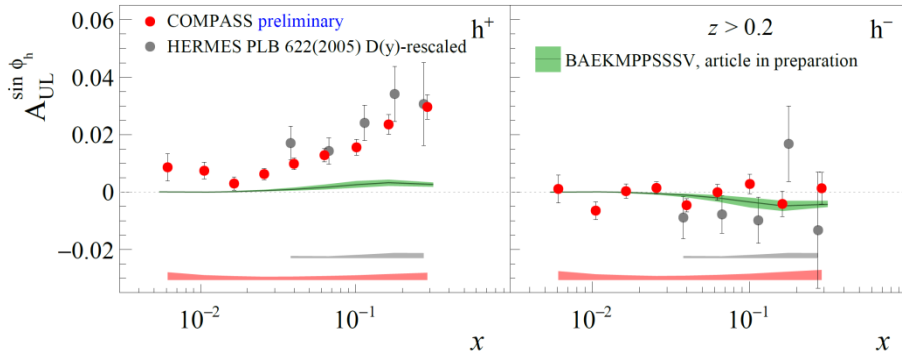 0.06
COMPASS preliminary
h+
HERMES PLB 622(2005) D(y)-rescaled
z > 0.2
h−
BAEKMPPSSSV, article in preparation
A_UL^sin ϕ_h
0.04
0.02
0
−0.02
10^−2
10^−1
x
10^−2
10^−1
x